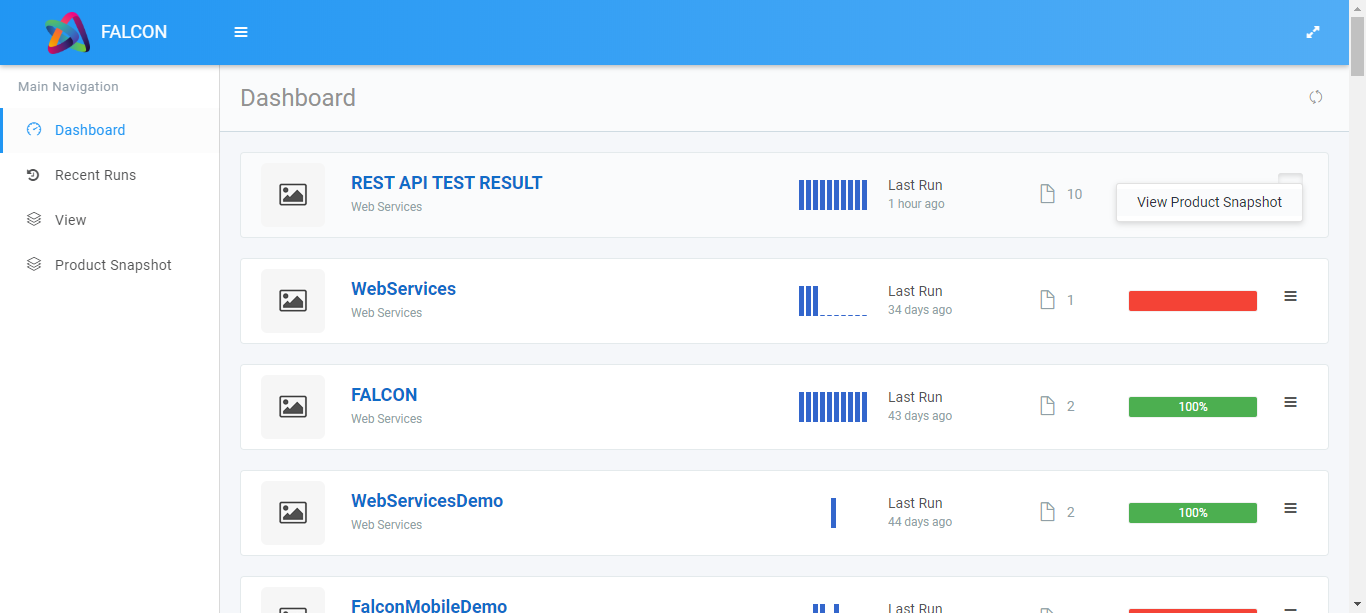 FALCON
Main Navigation
Dashboard
Recent Runs
View
Product Snapshot
Dashboard
REST API TEST RESULT
Web Services
Last Run
1 hour ago
10
View Product Snapshot
WebServices
Web Services
Last Run
34 days ago
1
FALCON
Web Services
Last Run
43 days ago
2
100%
WebServicesDemo
Web Services
Last Run
44 days ago
2
100%
FalconMobileDemo
Last Run